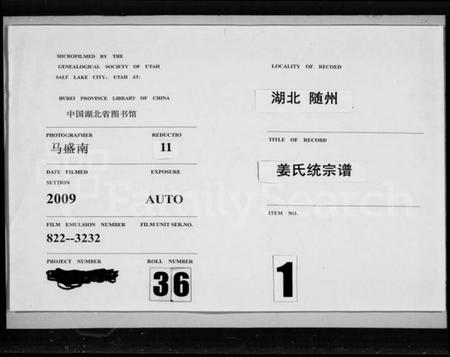 MICROFILMED BY THE
GENEALOGICAL SOCIETY OF UTAH
SALT LAKE CITY, UTAH AT:
HUBEI PROVINCE LIBRARY OF CHINA
中国湖北省图书馆
PHOTOGRAPHER REDUCTIO
马盛南 11
DATE FILMED EXPOSURE
SETTION
2009 AUTO
FILM EMULSION NUMBER FILM UNIT SER.NO.
822--3232
PROJECT NUMBER ROLL NUMBER
36
LOCALITY OF RECOED
湖北 随州
TITLE OF RECORD
姜氏统宗谱
ITEM NO.
1
FamilySearch